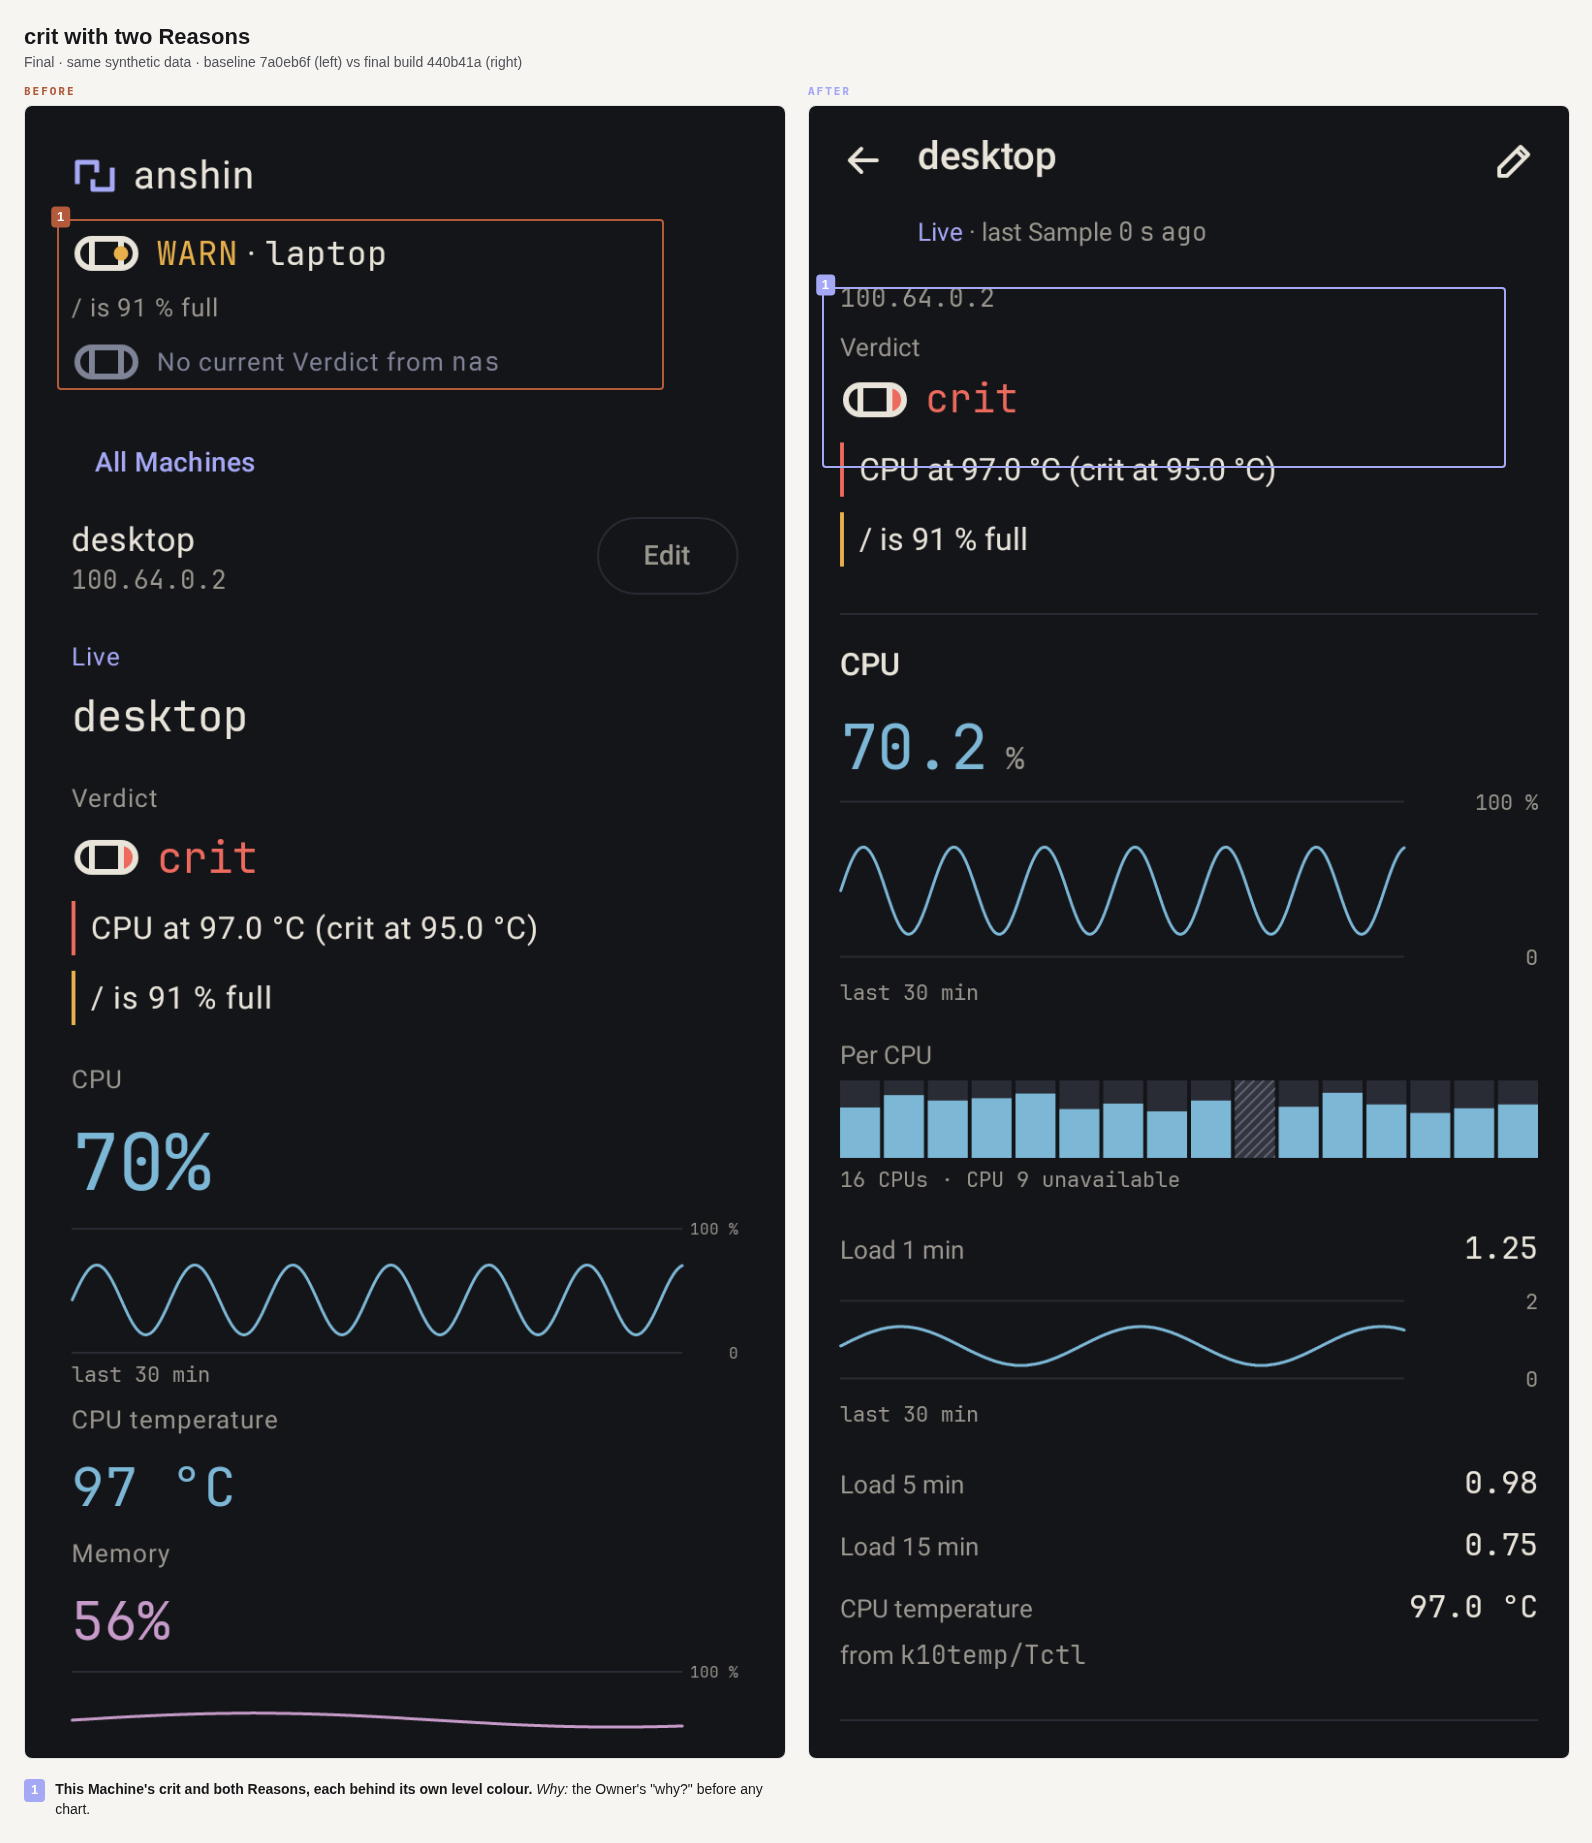 crit with two Reasons
Final · same synthetic data · baseline 7a0eb6f (left) vs final build 440b41a (right)
BEFORE
anshin
1
WARN · laptop
/ is 91 % full
No current Verdict from nas
All Machines
desktop
Edit
100.64.0.2
Live
desktop
Verdict
crit
CPU at 97.0 °C (crit at 95.0 °C)
/ is 91 % full
CPU
70%
100 %
0
last 30 min
CPU temperature
97 °C
Memory
56%
100 %
AFTER
desktop
Live · last Sample 0 s ago
1
100.64.0.2
Verdict
crit
CPU at 97.0 °C (crit at 95.0 °C)
/ is 91 % full
CPU
70.2 %
100 %
0
last 30 min
Per CPU
16 CPUs · CPU 9 unavailable
Load 1 min 1.25
2
0
last 30 min
Load 5 min 0.98
Load 15 min 0.75
CPU temperature 97.0 °C
from k10temp/Tctl
1 This Machine's crit and both Reasons, each behind its own level colour. Why: the Owner's "why?" before any
chart.